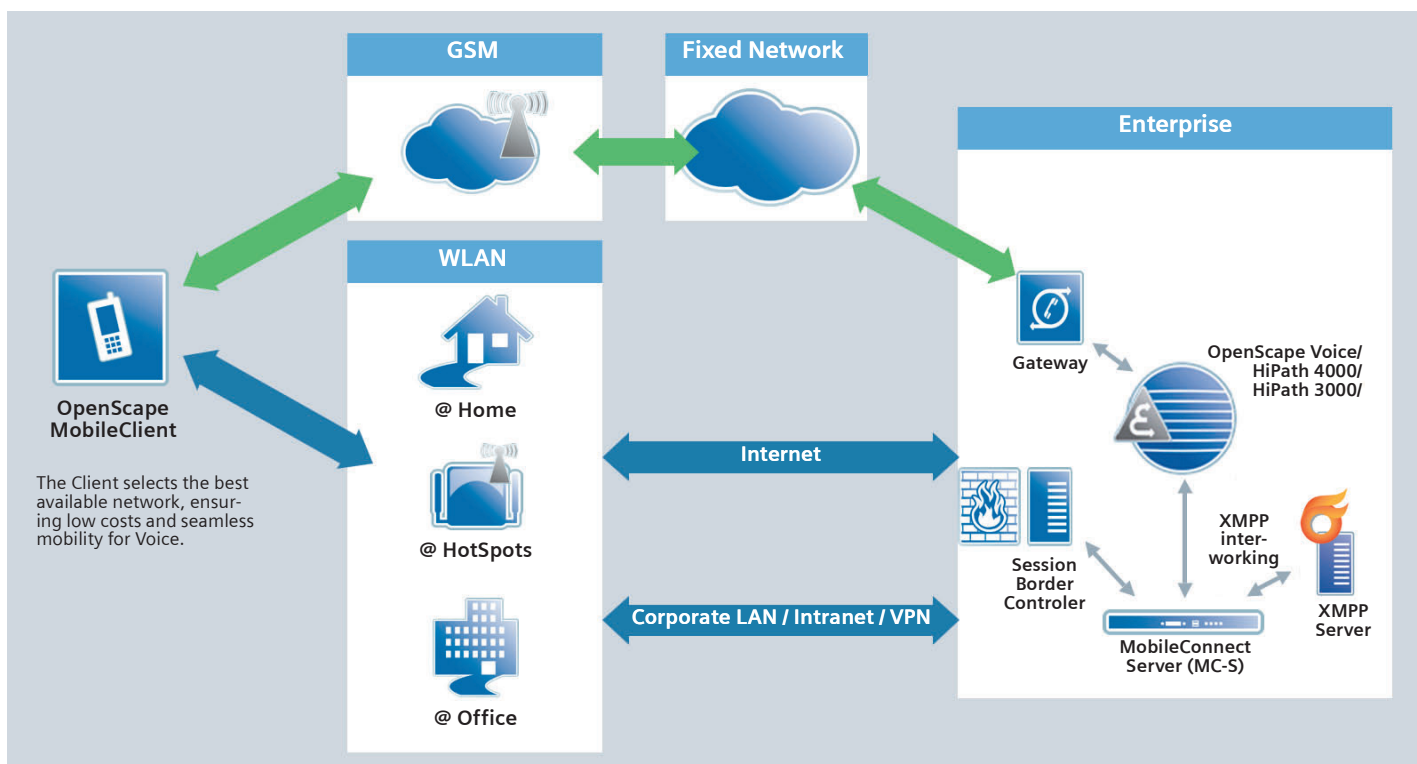 GSM
Fixed Network
Enterprise
WLAN
OpenScape
MobileClient
The Client selects the best
available network, ensur-
ing low costs and seamless
mobility for Voice.
@ Home
@ HotSpots
@ Office
Internet
Corporate LAN / Intranet / VPN
Gateway
OpenScape Voice/
HiPath 4000/
HiPath 3000/
Session
Border
Controler
XMPP
inter-
working
XMPP
Server
MobileConnect
Server (MC-S)